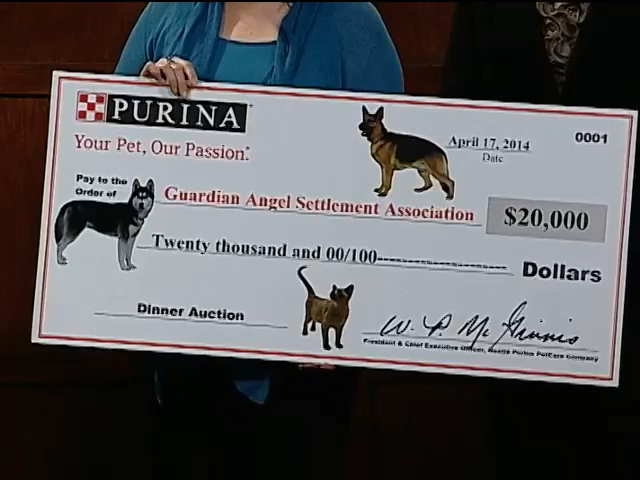 PURINA
Your Pet, Our Passion.
April 17, 2014
Date
0001
Pay to the
Order of
Guardian Angel Settlement Association
$20,000
Twenty thousand and 00/100--------------------
Dollars
Dinner Auction
W. P. McGinnis
President & Chief Executive Officer, Nestle Purina PetCare Company